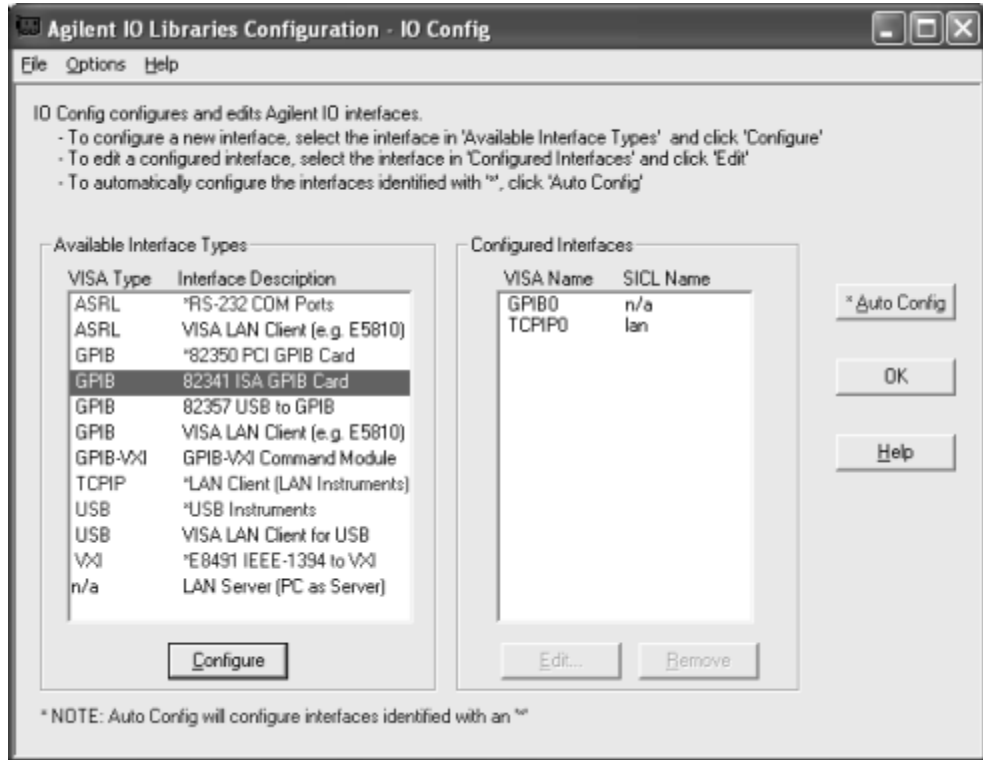 Agilent IO Libraries Configuration - IO Config
File Options Help
IO Config configures and edits Agilent IO interfaces.
- To configure a new interface, select the interface in 'Available Interface Types' and click 'Configure'
- To edit a configured interface, select the interface in 'Configured Interfaces' and click 'Edit'
- To automatically configure the interfaces identified with '*', click 'Auto Config'
Available Interface Types
VISA Type Interface Description
ASRL *RS-232 COM Ports
ASRL VISA LAN Client (e.g. E5810)
GPIB *82350 PCI GPIB Card
GPIB 82341 ISA GPIB Card
GPIB 82357 USB to GPIB
GPIB VISA LAN Client (e.g. E5810)
GPIB-VXI GPIB-VXI Command Module
TCPIP *LAN Client (LAN Instruments)
USB *USB Instruments
USB VISA LAN Client for USB
VXI *E8491 IEEE-1394 to VXI
n/a LAN Server (PC as Server)
Configure
Configured Interfaces
VISA Name SICL Name
GPIB0 n/a
TCPIP0 lan
Edit...
Remove
* Auto Config
OK
Help
* NOTE: Auto Config will configure interfaces identified with an '*'